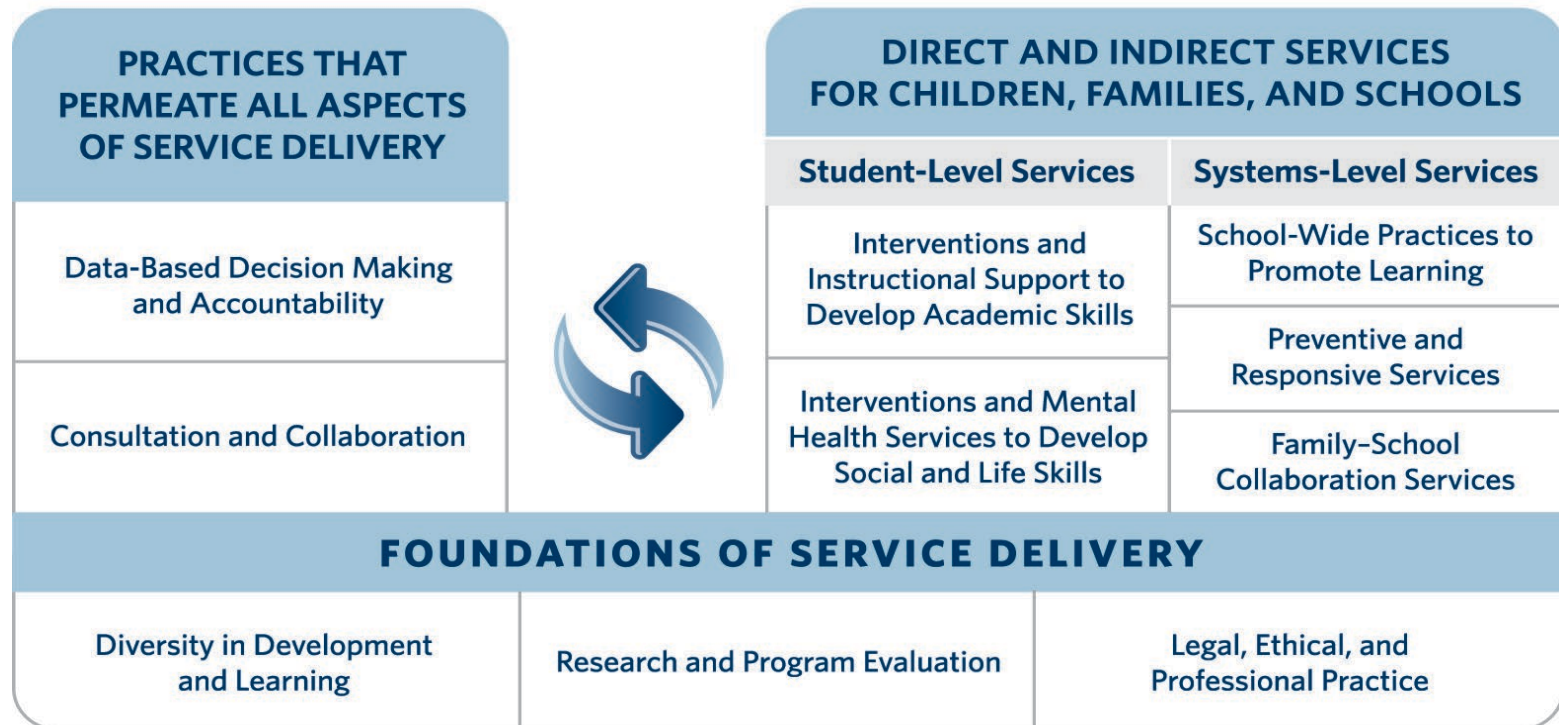 PRACTICES THAT
PERMEATE ALL ASPECTS
OF SERVICE DELIVERY
Data-Based Decision Making
and Accountability
Consultation and Collaboration
DIRECT AND INDIRECT SERVICES
FOR CHILDREN, FAMILIES, AND SCHOOLS
Student-Level Services
Interventions and
Instructional Support to
Develop Academic Skills
Interventions and Mental
Health Services to Develop
Social and Life Skills
Systems-Level Services
School-Wide Practices to
Promote Learning
Preventive and
Responsive Services
Family–School
Collaboration Services
FOUNDATIONS OF SERVICE DELIVERY
Diversity in Development
and Learning
Research and Program Evaluation
Legal, Ethical, and
Professional Practice